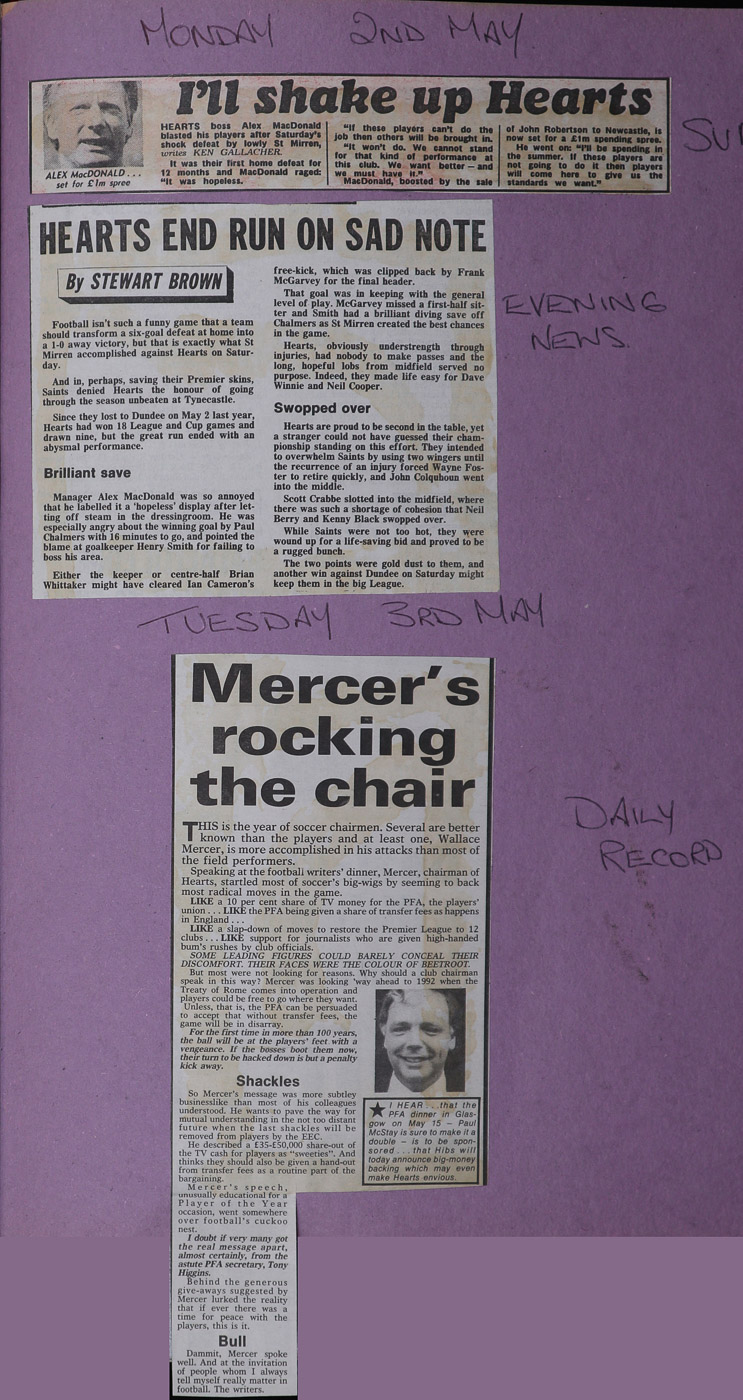 MONDAY 2ND MAY
I'll shake up Hearts
ALEX MacDONALD . . .
set for £1m spree
HEARTS boss Alex MacDonald
blasted his players after Saturday's
shock defeat by lowly St Mirren,
writes KEN GALLACHER.
It was their first home defeat for
12 months and MacDonald raged:
"It was hopeless.
"If these players can't do the
job then others will be brought in.
"It won't do. We cannot stand
for that kind of performance at
this club. We want better — and
we must have it."
MacDonald, boosted by the sale
of John Robertson to Newcastle, is
now set for a £1m spending spree.
He went on: "I'll be spending in
the summer. If these players are
not going to do it then players
will come here to give us the
standards we want."
HEARTS END RUN ON SAD NOTE
EVENING
NEWS.
By STEWART BROWN
Football isn't such a funny game that a team
should transform a six-goal defeat at home into
a 1-0 away victory, but that is exactly what St
Mirren accomplished against Hearts on Satur-
day.
And in, perhaps, saving their Premier skins,
Saints denied Hearts the honour of going
through the season unbeaten at Tynecastle.
Since they lost to Dundee on May 2 last year,
Hearts had won 18 League and Cup games and
drawn nine, but the great run ended with an
abysmal performance.
Brilliant save
Manager Alex MacDonald was so annoyed
that he labelled it a 'hopeless' display after let-
ting off steam in the dressingroom. He was
especially angry about the winning goal by Paul
Chalmers with 16 minutes to go, and pointed the
blame at goalkeeper Henry Smith for failing to
boss his area.
Either the keeper or centre-half Brian
Whittaker might have cleared Ian Cameron's
free-kick, which was clipped back by Frank
McGarvey for the final header.
That goal was in keeping with the general
level of play. McGarvey missed a first-half sit-
ter and Smith had a brilliant diving save off
Chalmers as St Mirren created the best chances
in the game.
Hearts, obviously understrength through
injuries, had nobody to make passes and the
long, hopeful lobs from midfield served no
purpose. Indeed, they made life easy for Dave
Winnie and Neil Cooper.
Swopped over
Hearts are proud to be second in the table, yet
a stranger could not have guessed their cham-
pionship standing on this effort. They intended
to overwhelm Saints by using two wingers until
the recurrence of an injury forced Wayne Fos-
ter to retire quickly, and John Colquhoun went
into the middle.
Scott Crabbe slotted into the midfield, where
there was such a shortage of cohesion that Neil
Berry and Kenny Black swopped over.
While Saints were not too hot, they were
wound up for a life-saving bid and proved to be
a rugged bunch.
The two points were gold dust to them, and
another win against Dundee on Saturday might
keep them in the big League.
TUESDAY 3RD MAY
Mercer's
rocking
the chair
DAILY
RECORD
THIS is the year of soccer chairmen. Several are better
known than the players and at least one, Wallace
Mercer, is more accomplished in his attacks than most of
the field performers.
Speaking at the football writers' dinner, Mercer, chairman of
Hearts, startled most of soccer's big-wigs by seeming to back
most radical moves in the game.
LIKE a 10 per cent share of TV money for the PFA, the players'
union . . . LIKE the PFA being given a share of transfer fees as happens
in England . . .
LIKE a slap-down of moves to restore the Premier League to 12
clubs . . . LIKE support for journalists who are given high-handed
bum's rushes by club officials.
SOME LEADING FIGURES COULD BARELY CONCEAL THEIR
DISCOMFORT. THEIR FACES WERE THE COLOUR OF BEETROOT.
But most were not looking for reasons. Why should a club chairman
speak in this way? Mercer was looking 'way ahead to 1992 when the
Treaty of Rome comes into operation and
players could be free to go where they want.
Unless, that is, the PFA can be persuaded
to accept that without transfer fees, the
game will be in disarray.
For the first time in more than 100 years,
the ball will be at the players' feet with a
vengeance. If the bosses boot them now,
their turn to be hacked down is but a penalty
kick away.
Shackles
So Mercer's message was more subtley
businesslike than most of his colleagues
understood. He wants to pave the way for
mutual understanding in the not too distant
future when the last shackles will be
removed from players by the EEC.
He described a £35-£50,000 share-out of
the TV cash for players as "sweeties". And
thinks they should also be given a hand-out
from transfer fees as a routine part of the
bargaining.
Mercer's speech,
unusually educational for a
Player of the Year
occasion, went somewhere
over football's cuckoo
nest.
I doubt if very many got
the real message apart,
almost certainly, from the
astute PFA secretary, Tony
Higgins.
Behind the generous
give-aways suggested by
Mercer lurked the reality
that if ever there was a
time for peace with the
players, this is it.
Bull
Dammit, Mercer spoke
well. And at the invitation
of people whom I always
tell myself really matter in
football. The writers.
★ I HEAR . . . that the
PFA dinner in Glas-
gow on May 15 – Paul
McStay is sure to make it a
double – is to be spon-
sored . . . that Hibs will
today announce big-money
backing which may even
make Hearts envious.